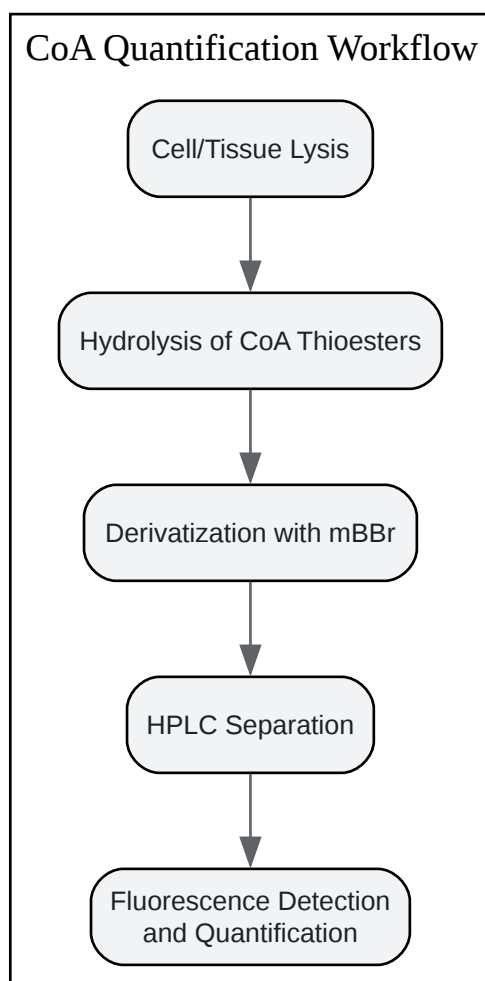 CoA Quantification Workflow
Cell/Tissue Lysis
Hydrolysis of CoA Thioesters
Derivatization with mBBr
HPLC Separation
Fluorescence Detection
and Quantification